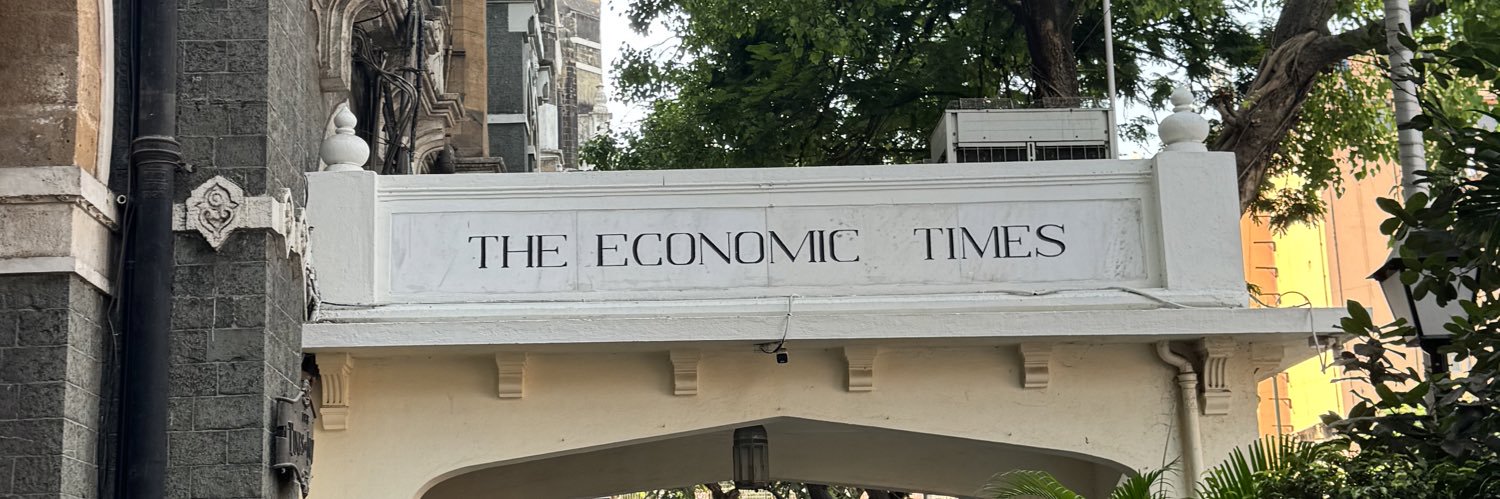 THE ECONOMIC TIMES